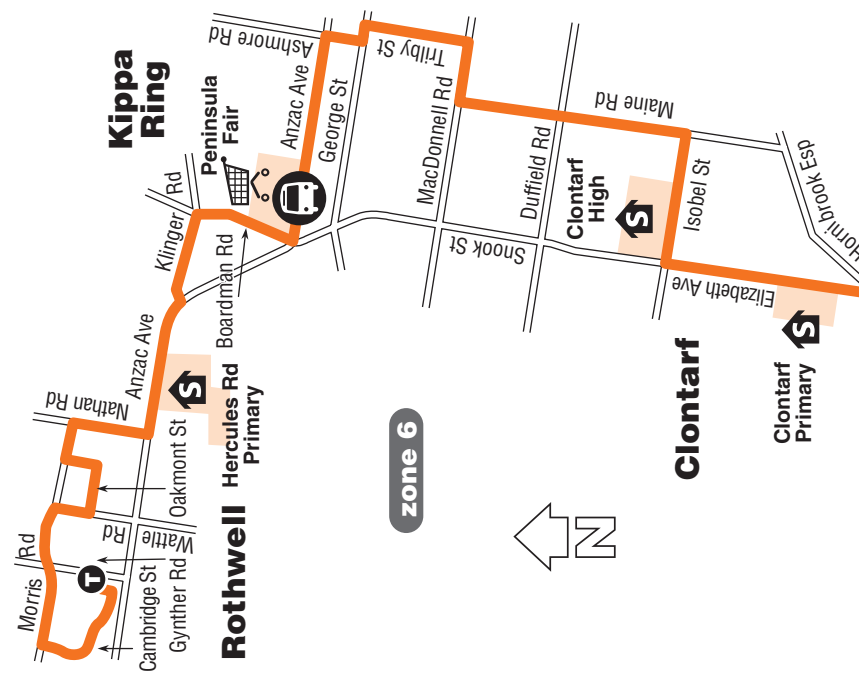 Ashmore Rd
Kippa
Ring
Trilby St
Peninsula
Fair
Anzac Ave
George St
MacDonnell Rd
Maine Rd
Klinger
Rd
Duffield Rd
Clontarf
High
S
Isobel St
Hornibrook Esp
Boardman Rd
Snook St
Anzac Ave
Elizabeth Ave
S
Clontarf
Primary
Clontarf
Nathan Rd
S
Hercules Rd
Primary
Oakmont St
zone 6
Rothwell
Wattle
Rd
Morris
Rd
T
Cambridge St
Gynther Rd
N